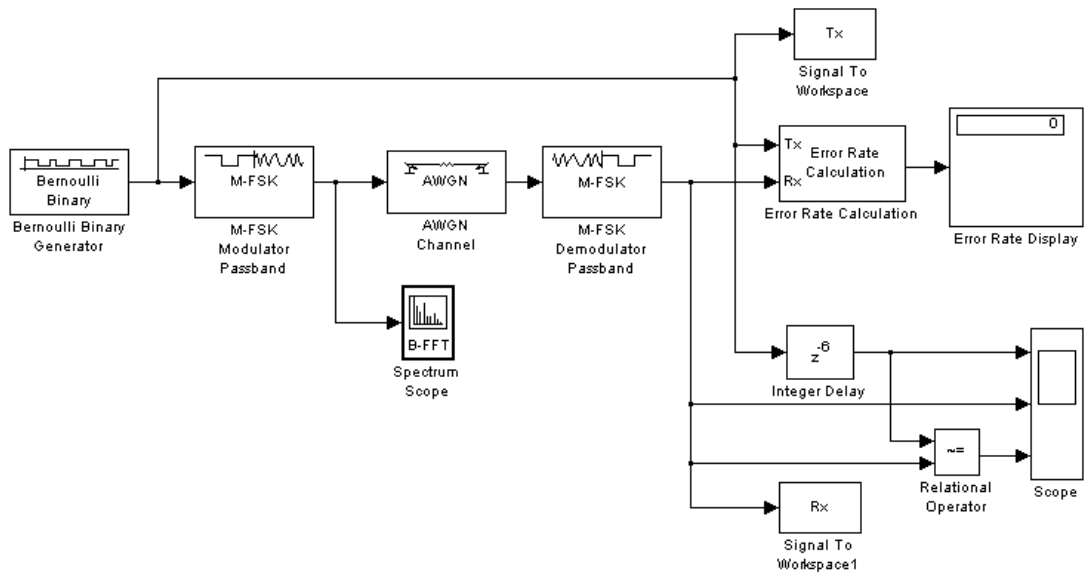 Tx
Signal To
Workspace
Bernoulli
Binary
Bernoulli Binary
Generator
M-FSK
M-FSK
Modulator
Passband
AWGN
AWGN
Channel
M-FSK
M-FSK
Demodulator
Passband
Tx
Rx
Error Rate
Calculation
Error Rate Calculation
0
Error Rate Display
B-FFT
Spectrum
Scope
z^-6
Integer Delay
~=
Relational
Operator
Scope
Rx
Signal To
Workspace1